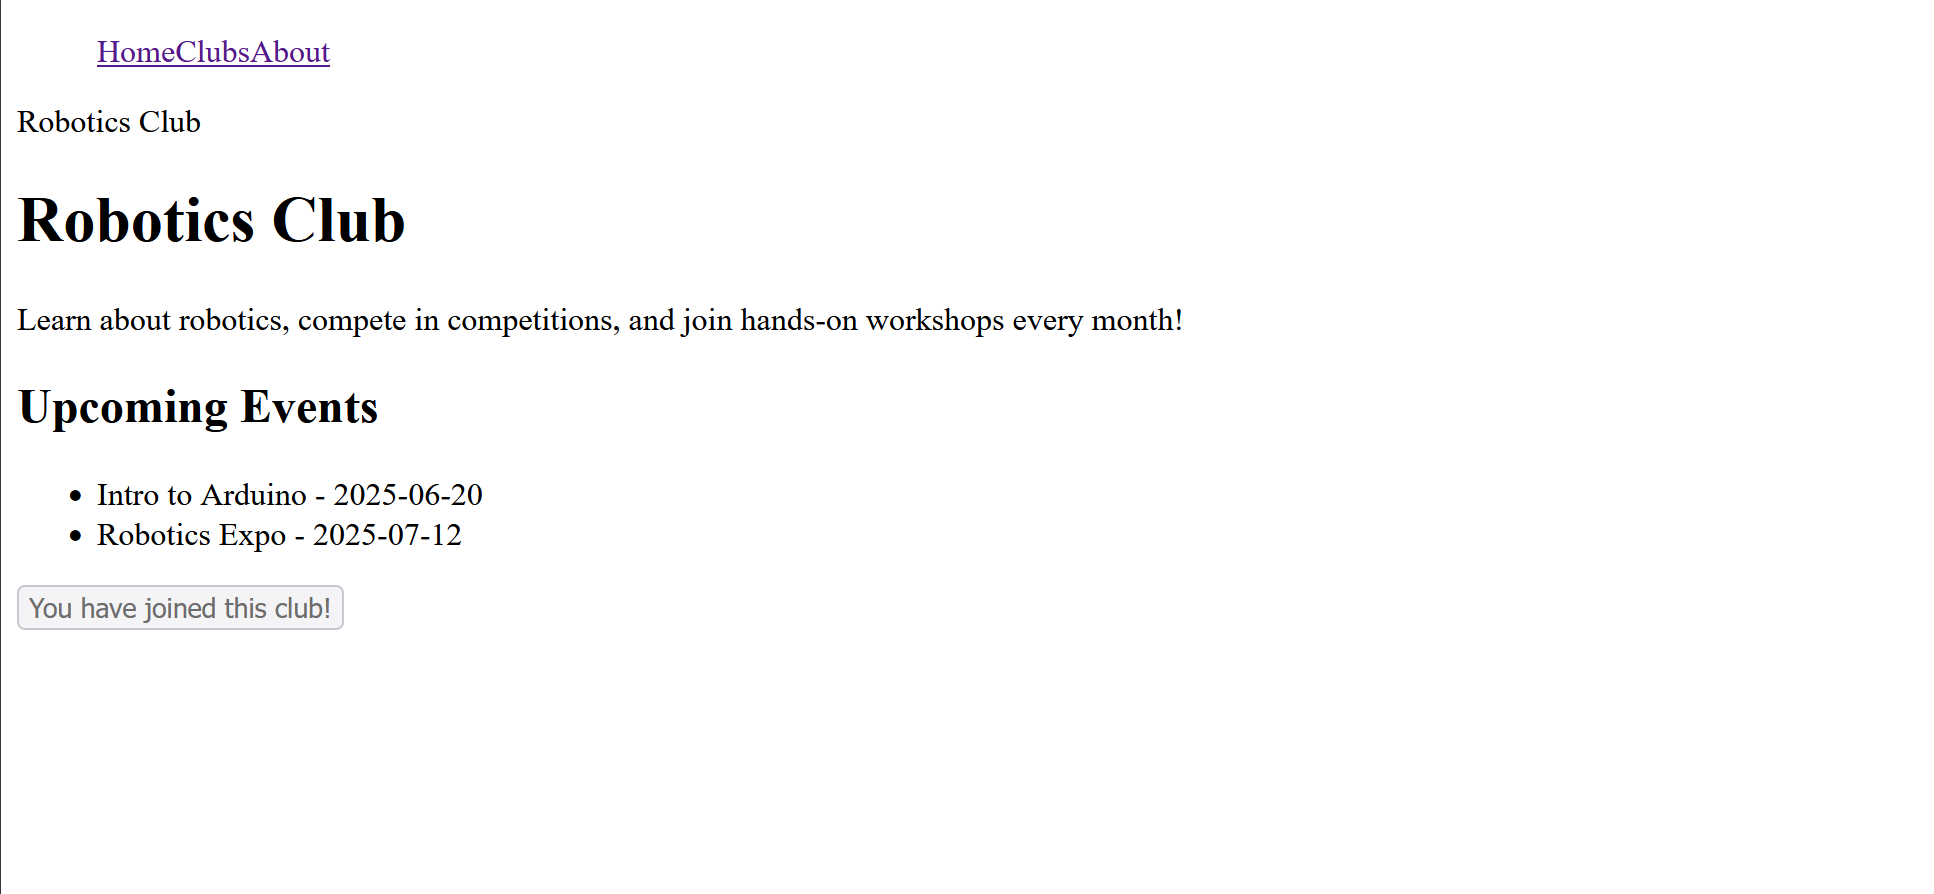 HomeClubsAbout
Robotics Club
Robotics Club
Learn about robotics, compete in competitions, and join hands-on workshops every month!
Upcoming Events
• Intro to Arduino - 2025-06-20
• Robotics Expo - 2025-07-12
You have joined this club!